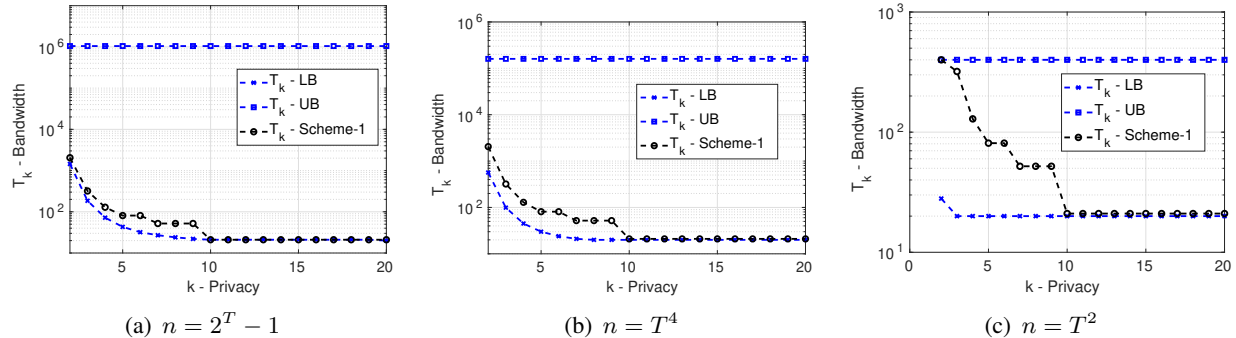 10^6
10^4
10^2
T_k - Bandwidth
T_k - LB
T_k - UB
T_k - Scheme-1
5 10 15 20
k - Privacy
(a) n = 2^T − 1
10^4
10^2
T_k - Bandwidth
T_k - LB
T_k - UB
T_k - Scheme-1
5 10 15 20
k - Privacy
(b) n = T^4
10^3
10^2
10^1
T_k - Bandwidth
T_k - LB
T_k - UB
T_k - Scheme-1
0 5 10 15 20
k - Privacy
(c) n = T^2